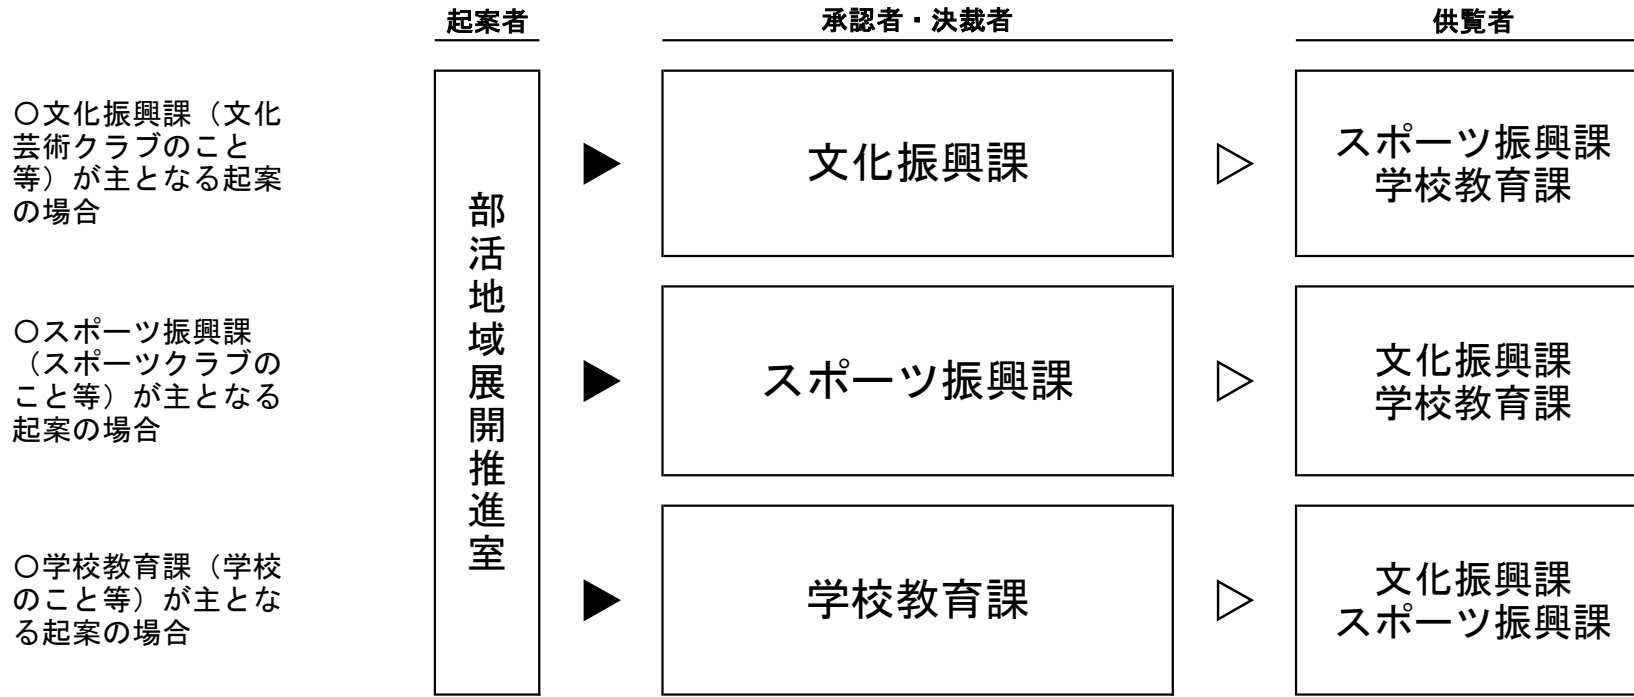 起案者
承認者・決裁者
供覧者
〇文化振興課（文化
芸術クラブのこと
等）が主となる起案
の場合
部活地域展開推進室
▶
文化振興課
▷
スポーツ振興課
学校教育課
〇スポーツ振興課
（スポーツクラブの
こと等）が主となる
起案の場合
▶
スポーツ振興課
▷
文化振興課
学校教育課
〇学校教育課（学校
のこと等）が主とな
る起案の場合
▶
学校教育課
▷
文化振興課
スポーツ振興課